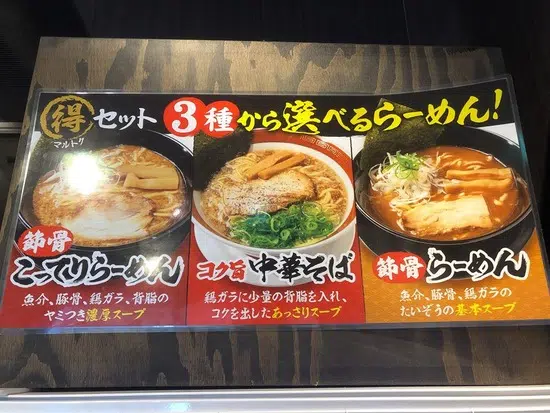 得 セット 3種から選べるらーめん!
マルトク
節骨
こってりらーめん
魚介、豚骨、鶏ガラ、背脂の
ヤミつき濃厚スープ
コク旨 中華そば
鶏ガラに少量の背脂を入れ、
コクを出したあっさりスープ
節骨 らーめん
魚介、豚骨、鶏ガラの
たいぞうの基本スープ